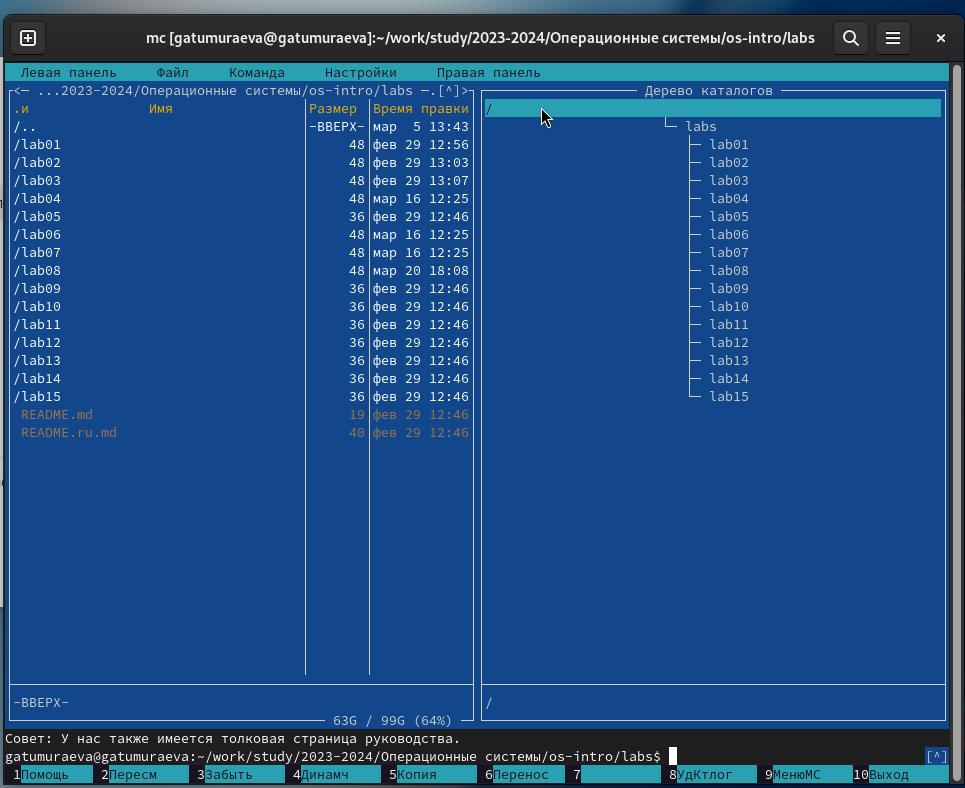 mc [gatumuraeva@gatumuraeva]:~/work/study/2023-2024/Операционные системы/os-intro/labs
Левая панель Файл Команда Настройки Правая панель
<─ ...2023-2024/Операционные системы/os-intro/labs ─.[^]>
.и Имя Размер Время правки
/.. -ВВЕРХ- мар 5 13:43
/lab01 48 фев 29 12:56
/lab02 48 фев 29 13:03
/lab03 48 фев 29 13:07
/lab04 48 мар 16 12:25
/lab05 36 фев 29 12:46
/lab06 48 мар 16 12:25
/lab07 48 мар 16 12:25
/lab08 48 мар 20 18:08
/lab09 36 фев 29 12:46
/lab10 36 фев 29 12:46
/lab11 36 фев 29 12:46
/lab12 36 фев 29 12:46
/lab13 36 фев 29 12:46
/lab14 36 фев 29 12:46
/lab15 36 фев 29 12:46
README.md 19 фев 29 12:46
README.ru.md 40 фев 29 12:46
-ВВЕРХ-
63G / 99G (64%)
Дерево каталогов
/
labs
lab01
lab02
lab03
lab04
lab05
lab06
lab07
lab08
lab09
lab10
lab11
lab12
lab13
lab14
lab15
/
Совет: У нас также имеется толковая страница руководства.
gatumuraeva@gatumuraeva:~/work/study/2023-2024/Операционные системы/os-intro/labs$ [^]
1Помощь 2Пересм 3Забыть 4Динамч 5Копия 6Перенос 7 8УдКтлог 9МенюМС 10Выход